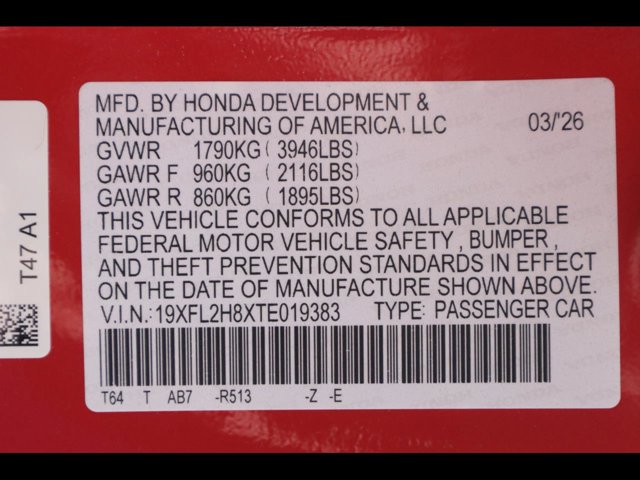 MFD. BY HONDA DEVELOPMENT &
MANUFACTURING OF AMERICA, LLC 03/'26
GVWR 1790KG ( 3946LBS)
GAWR F 960KG ( 2116LBS)
GAWR R 860KG ( 1895LBS)
THIS VEHICLE CONFORMS TO ALL APPLICABLE
FEDERAL MOTOR VEHICLE SAFETY , BUMPER ,
AND THEFT PREVENTION STANDARDS IN EFFECT
ON THE DATE OF MANUFACTURE SHOWN ABOVE.
V.I.N.: 19XFL2H8XTE019383 TYPE: PASSENGER CAR
T64 T AB7 -R513 -Z -E
T47 A1